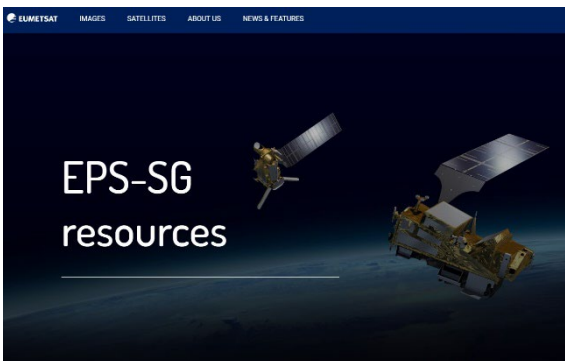 EUMETSAT IMAGES SATELLITES ABOUT US NEWS & FEATURES
EPS-SG
resources